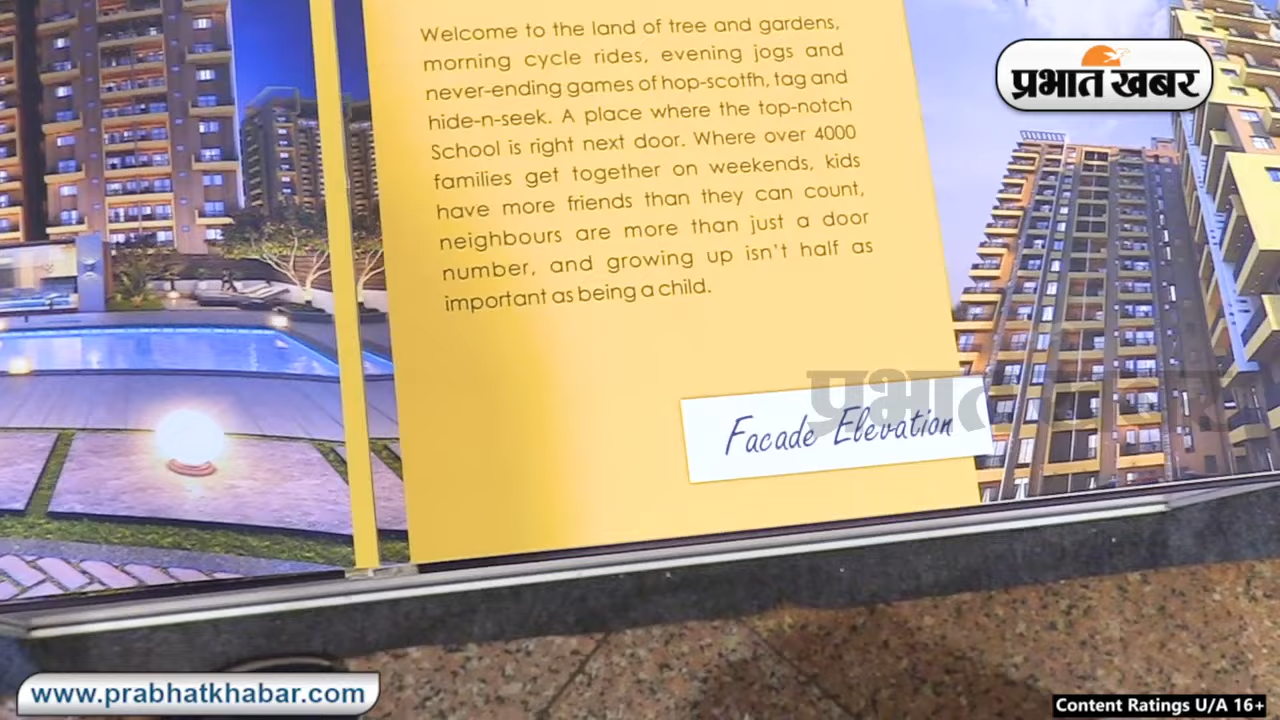 Welcome to the land of tree and gardens,
morning cycle rides, evening jogs and
never-ending games of hop-scotfh, tag and
hide-n-seek. A place where the top-notch
School is right next door. Where over 4000
families get together on weekends, kids
have more friends than they can count,
neighbours are more than just a door
number, and growing up isn't half as
important as being a child.
Facade Elevation
प्रभात खबर
प्रभात खबर
www.prabhatkhabar.com
Content Ratings U/A 16+